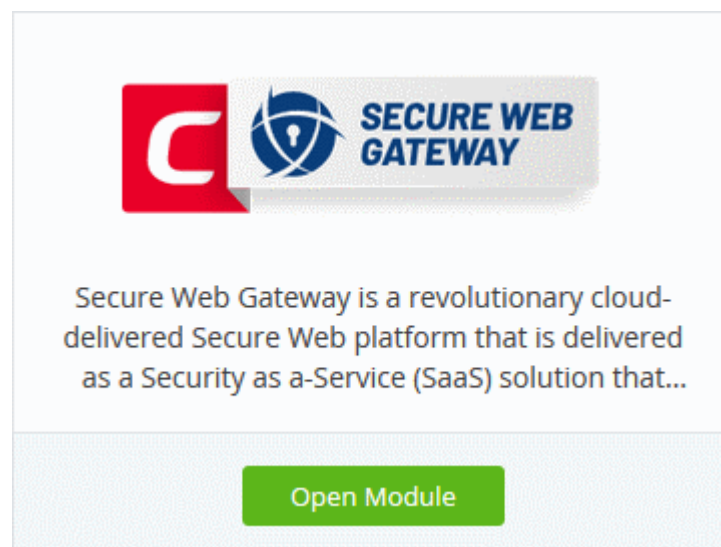 C
SECURE WEB
GATEWAY
Secure Web Gateway is a revolutionary cloud-
delivered Secure Web platform that is delivered
as a Security as a-Service (SaaS) solution that...
Open Module